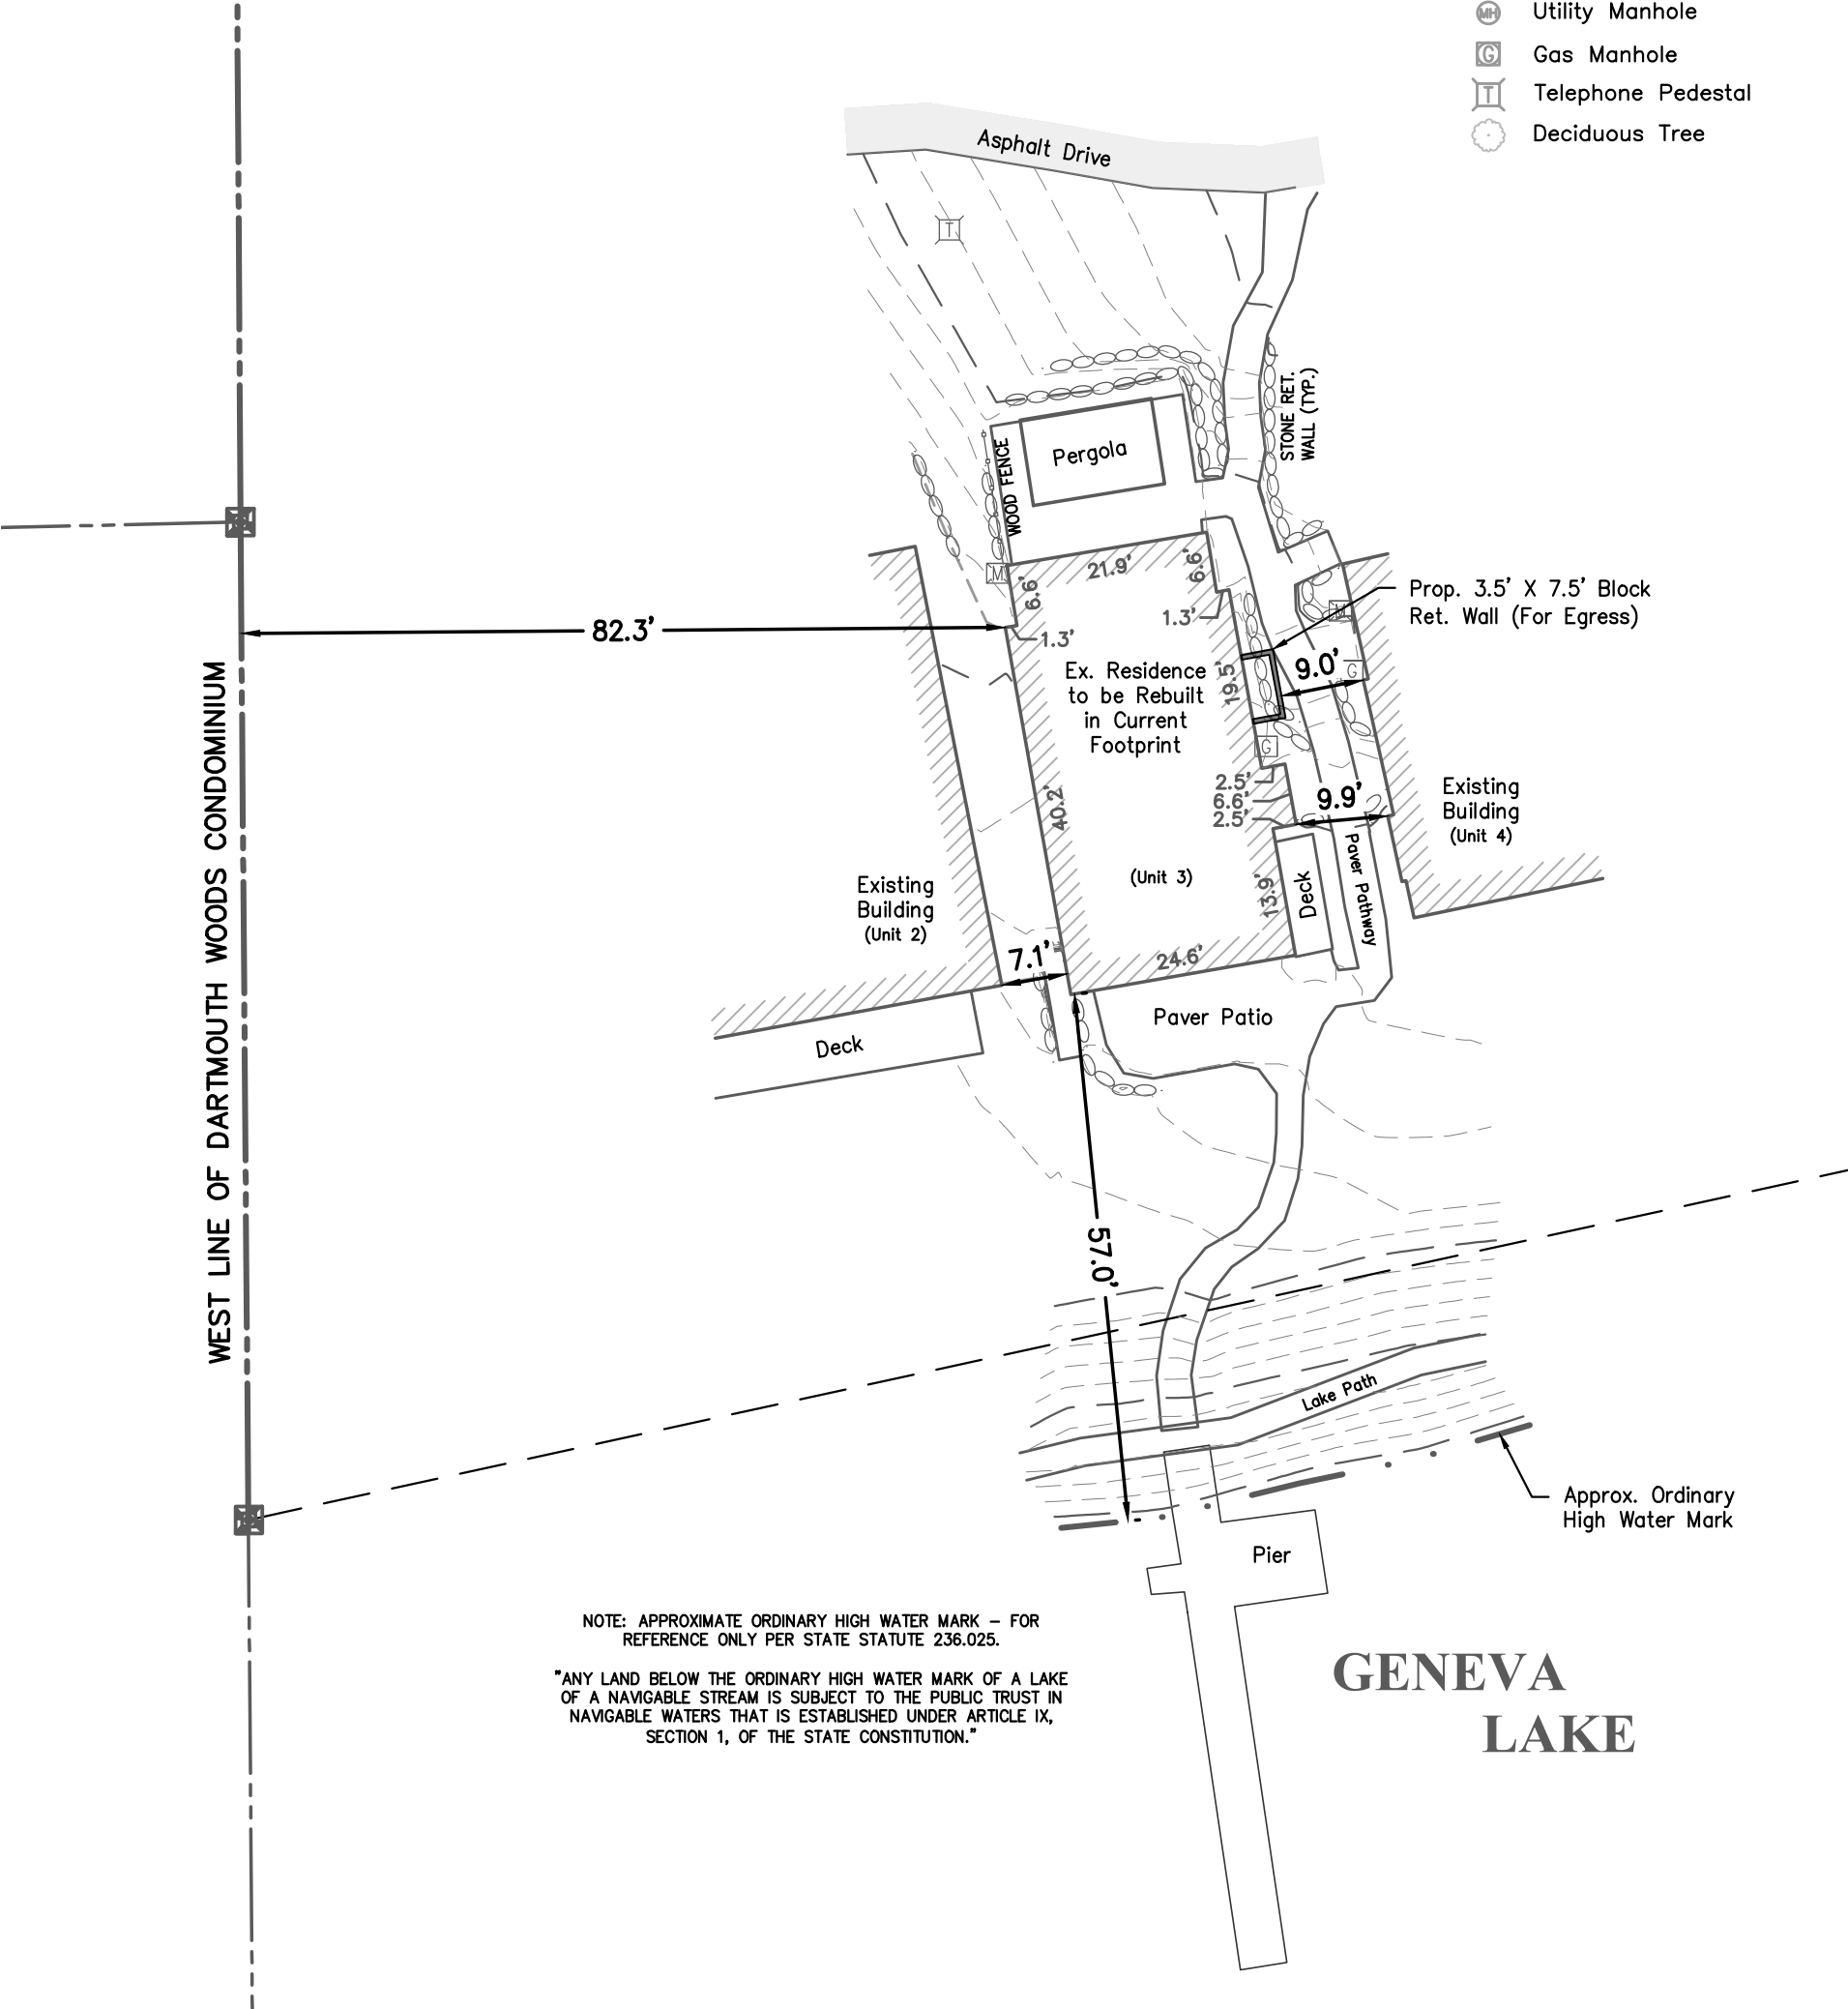 MH
Utility Manhole
G
Gas Manhole
T
Telephone Pedestal
Deciduous Tree
Asphalt Drive
T
STONE RET.
WALL (TYP.)
Pergola
WOOD FENCE
M
21.9'
6.6'
6.6'
1.3'
1.3'
82.3'
Prop. 3.5' X 7.5' Block
Ret. Wall (For Egress)
M
9.0'
G
Ex. Residence
to be Rebuilt
in Current
Footprint
19.5'
G
2.5'
6.6'
2.5'
9.9'
40.2'
Existing
Building
(Unit 4)
(Unit 3)
Paver Pathway
Deck
13.9'
Existing
Building
(Unit 2)
7.1'
24.6'
Paver Patio
Deck
WEST LINE OF DARTMOUTH WOODS CONDOMINIUM
57.0'
Lake Path
Approx. Ordinary
High Water Mark
Pier
NOTE: APPROXIMATE ORDINARY HIGH WATER MARK – FOR
REFERENCE ONLY PER STATE STATUTE 236.025.
"ANY LAND BELOW THE ORDINARY HIGH WATER MARK OF A LAKE
OF A NAVIGABLE STREAM IS SUBJECT TO THE PUBLIC TRUST IN
NAVIGABLE WATERS THAT IS ESTABLISHED UNDER ARTICLE IX,
SECTION 1, OF THE STATE CONSTITUTION."
GENEVA
LAKE